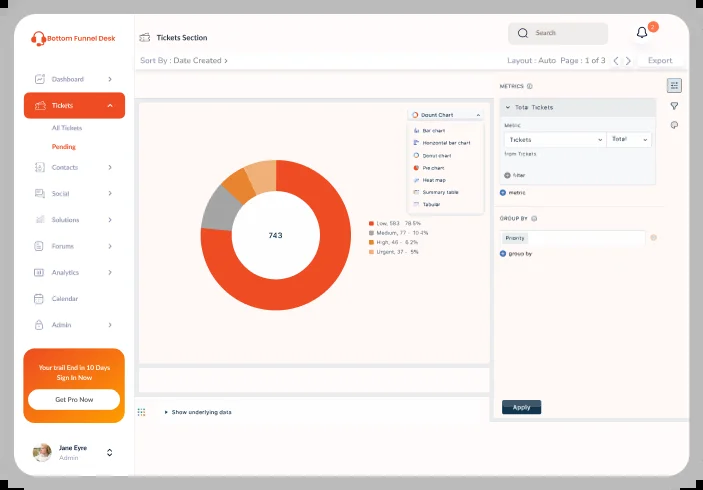 Bottom Funnel Desk
Tickets Section
Search
2
Sort By : Date Created >
Layout : Auto Page : 1 of 3
Export
Dashboard
Tickets
All Tickets
Pending
Contacts
Social
Solutions
Forums
Analytics
Calendar
Admin
Your trail End in 10 Days
Sign In Now
Get Pro Now
Jane Eyre
Admin
Dount Chart
Bar chart
Horizontal bar chart
Donut chart
Pie chart
Heat map
Summary table
Tabular
743
Low, 583 - 78.5%
Medium, 77 - 10.4%
High, 46 - 6.2%
Urgent, 37 - 5%
Show underlying data
METRICS
Total Tickets
Metric
Tickets
Total
from Tickets
filter
metric
GROUP BY
Priority
group by
Apply